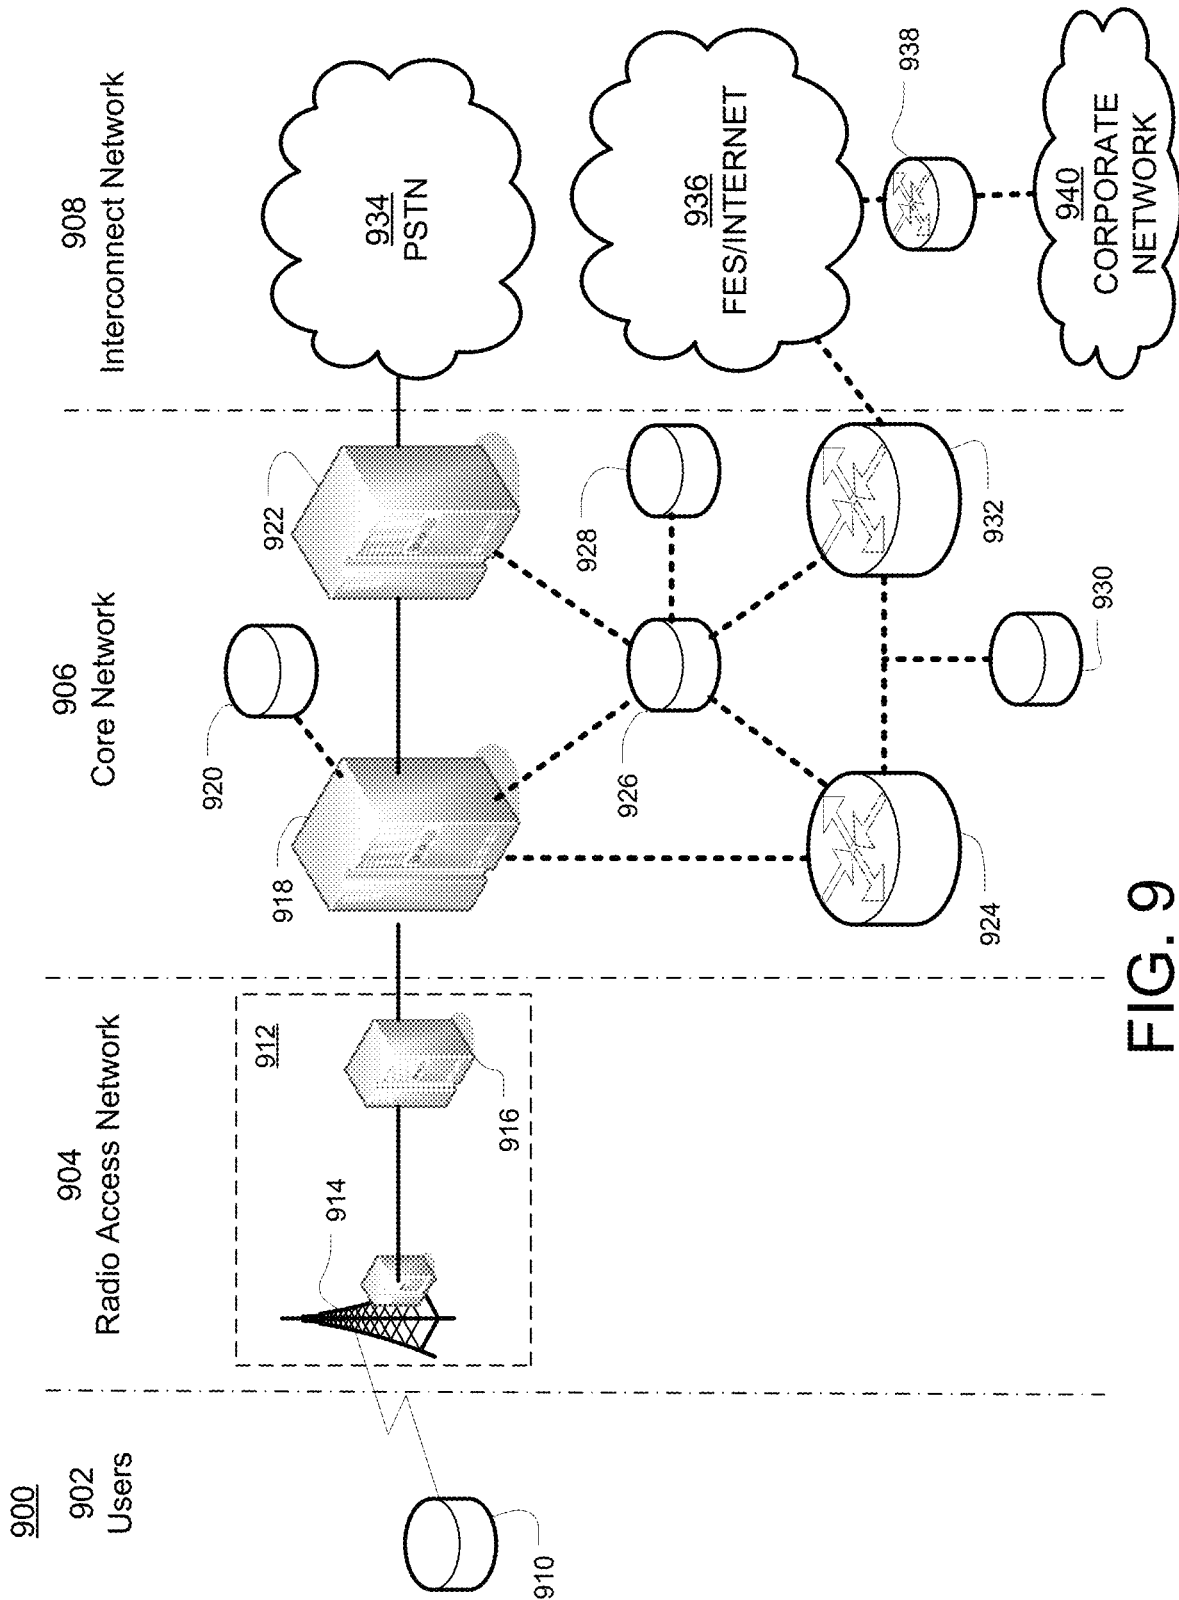 900
902
Users
904
Radio Access Network
906
Core Network
908
Interconnect Network
910
912
914
916
918
920
922
924
926
928
930
932
934
PSTN
936
FES/INTERNET
938
940
CORPORATE
NETWORK
FIG. 9